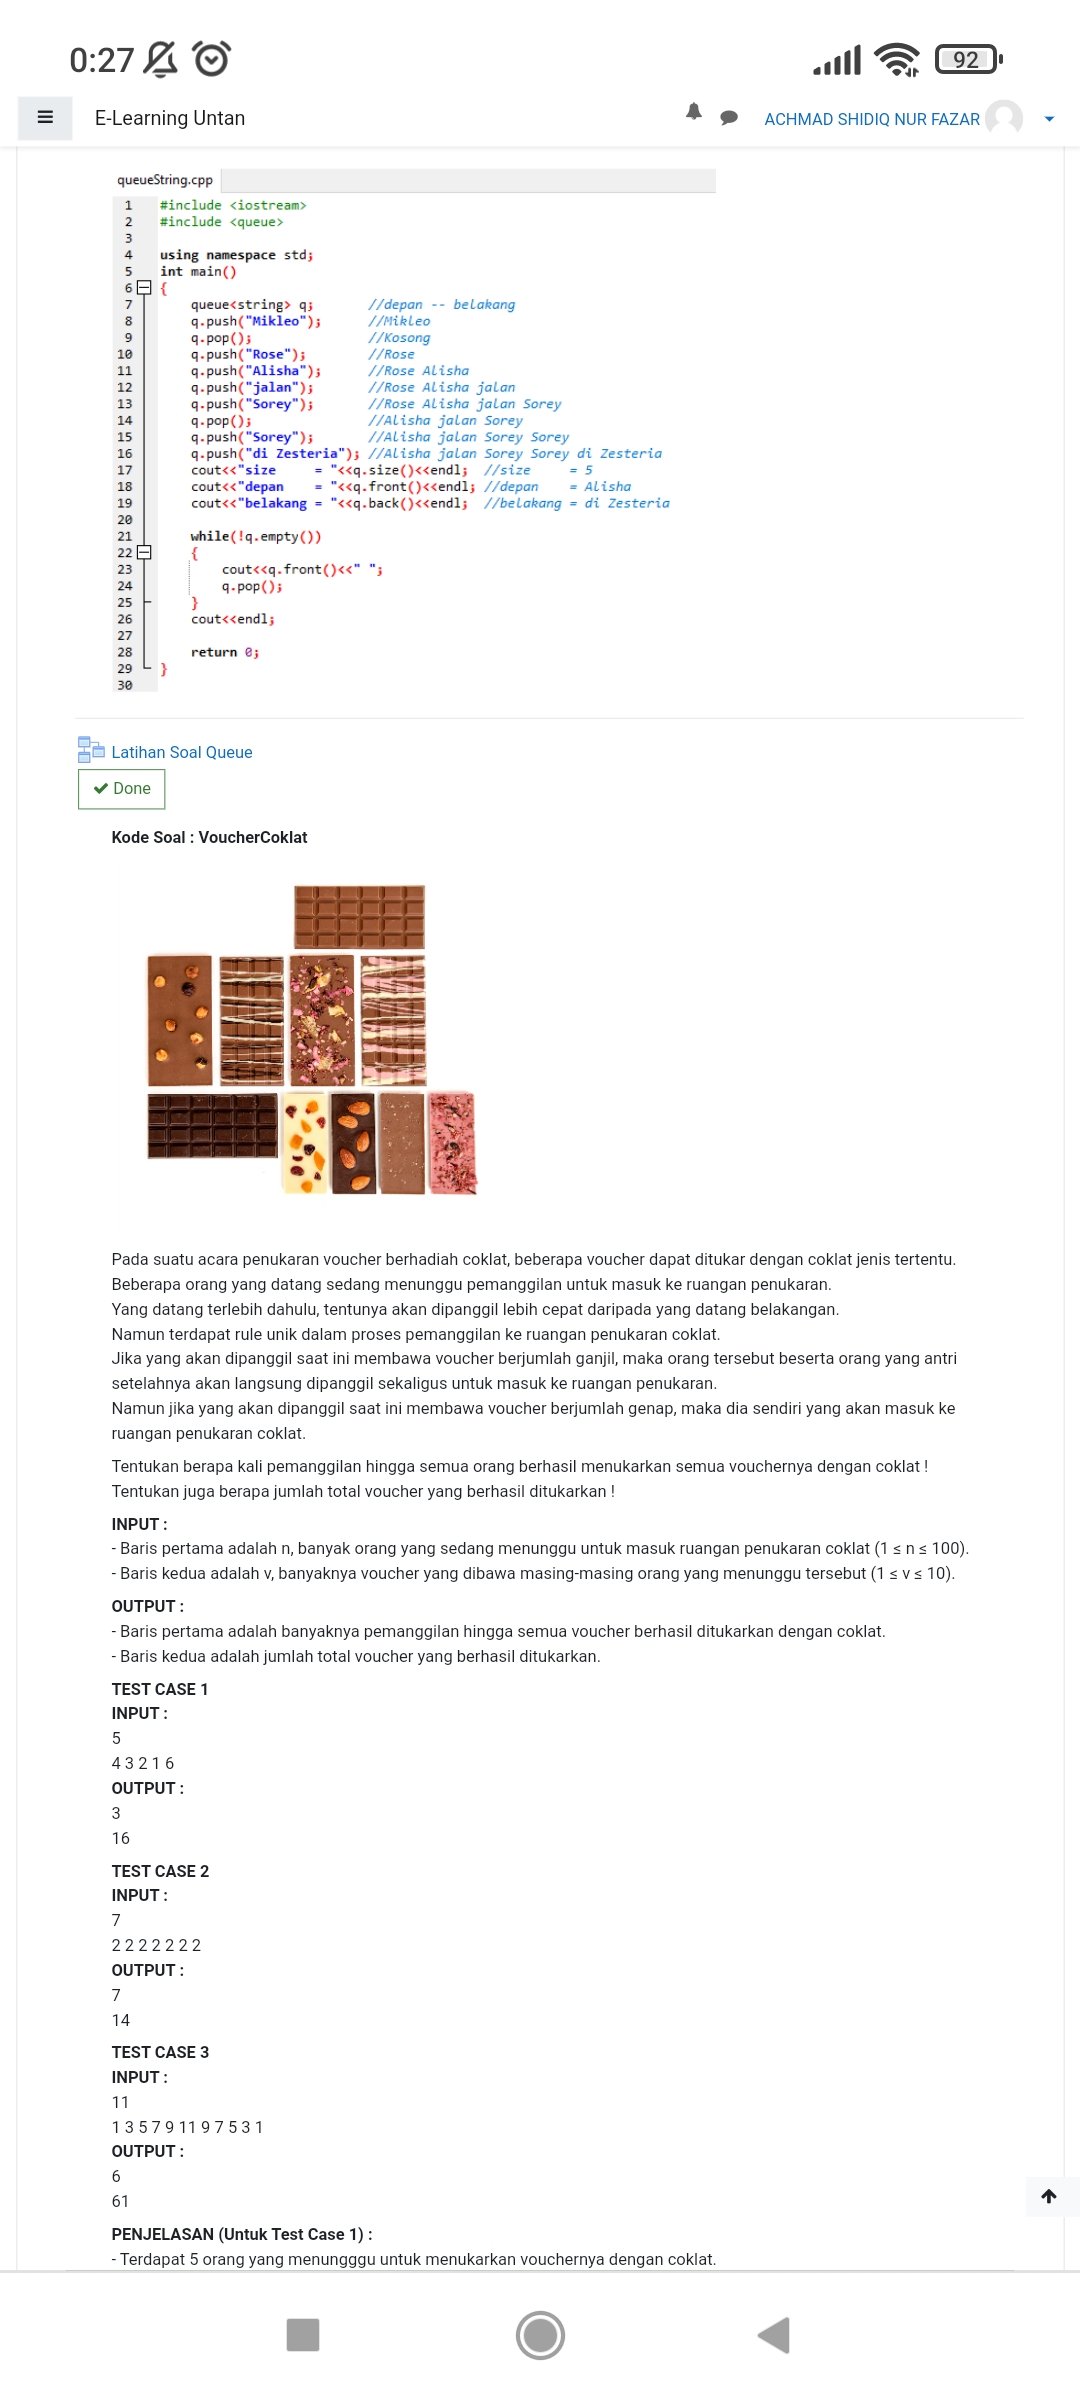 0:27
92
E-Learning Untan
ACHMAD SHIDIQ NUR FAZAR
queueString.cpp
1 #include <iostream>
2 #include <queue>
3
4 using namespace std;
5 int main()
6 {
7 queue<string> q; //depan -- belakang
8 q.push("Mikleo"); //Mikleo
9 q.pop(); //Kosong
10 q.push("Rose"); //Rose
11 q.push("Alisha"); //Rose Alisha
12 q.push("jalan"); //Rose Alisha jalan
13 q.push("Sorey"); //Rose Alisha jalan Sorey
14 q.pop(); //Alisha jalan Sorey
15 q.push("Sorey"); //Alisha jalan Sorey Sorey
16 q.push("di Zesteria"); //Alisha jalan Sorey Sorey di Zesteria
17 cout<<"size = "<<q.size()<<endl; //size = 5
18 cout<<"depan = "<<q.front()<<endl; //depan = Alisha
19 cout<<"belakang = "<<q.back()<<endl; //belakang = di Zesteria
20
21 while(!q.empty())
22 {
23 cout<<q.front()<<" ";
24 q.pop();
25 }
26 cout<<endl;
27
28 return 0;
29 }
30
Latihan Soal Queue
Done
Kode Soal : VoucherCoklat
Pada suatu acara penukaran voucher berhadiah coklat, beberapa voucher dapat ditukar dengan coklat jenis tertentu.
Beberapa orang yang datang sedang menunggu pemanggilan untuk masuk ke ruangan penukaran.
Yang datang terlebih dahulu, tentunya akan dipanggil lebih cepat daripada yang datang belakangan.
Namun terdapat rule unik dalam proses pemanggilan ke ruangan penukaran coklat.
Jika yang akan dipanggil saat ini membawa voucher berjumlah ganjil, maka orang tersebut beserta orang yang antri
setelahnya akan langsung dipanggil sekaligus untuk masuk ke ruangan penukaran.
Namun jika yang akan dipanggil saat ini membawa voucher berjumlah genap, maka dia sendiri yang akan masuk ke
ruangan penukaran coklat.
Tentukan berapa kali pemanggilan hingga semua orang berhasil menukarkan semua vouchernya dengan coklat !
Tentukan juga berapa jumlah total voucher yang berhasil ditukarkan !
INPUT :
- Baris pertama adalah n, banyak orang yang sedang menunggu untuk masuk ruangan penukaran coklat (1 ≤ n ≤ 100).
- Baris kedua adalah v, banyaknya voucher yang dibawa masing-masing orang yang menunggu tersebut (1 ≤ v ≤ 10).
OUTPUT :
- Baris pertama adalah banyaknya pemanggilan hingga semua voucher berhasil ditukarkan dengan coklat.
- Baris kedua adalah jumlah total voucher yang berhasil ditukarkan.
TEST CASE 1
INPUT :
5
4 3 2 1 6
OUTPUT :
3
16
TEST CASE 2
INPUT :
7
2 2 2 2 2 2 2
OUTPUT :
7
14
TEST CASE 3
INPUT :
11
1 3 5 7 9 11 9 7 5 3 1
OUTPUT :
6
61
PENJELASAN (Untuk Test Case 1) :
- Terdapat 5 orang yang menungggu untuk menukarkan vouchernya dengan coklat.